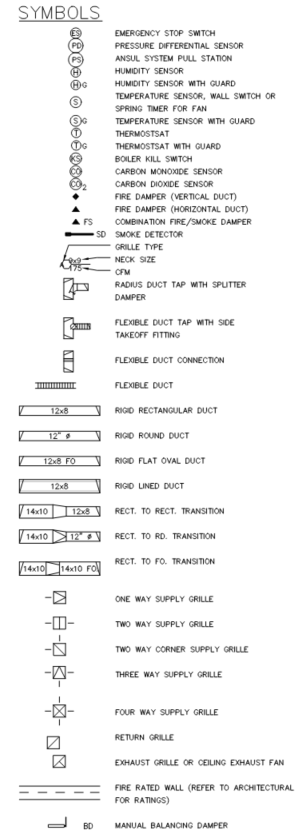 SYMBOLS
ES EMERGENCY STOP SWITCH
PD PRESSURE DIFFERENTIAL SENSOR
PS ANSUL SYSTEM PULL STATION
H HUMIDITY SENSOR
H G HUMIDITY SENSOR WITH GUARD
TEMPERATURE SENSOR, WALL SWITCH OR
S SPRING TIMER FOR FAN
S G TEMPERATURE SENSOR WITH GUARD
T THERMOSTSAT
T G THERMOSTSAT WITH GUARD
KS BOILER KILL SWITCH
CO CARBON MONOXIDE SENSOR
CO 2 CARBON DIOXIDE SENSOR
FIRE DAMPER (VERTICAL DUCT)
FIRE DAMPER (HORIZONTAL DUCT)
FS COMBINATION FIRE/SMOKE DAMPER
SD SMOKE DETECTOR
GRILLE TYPE
9x9 NECK SIZE
175 CFM
RADIUS DUCT TAP WITH SPLITTER
DAMPER
FLEXIBLE DUCT TAP WITH SIDE
TAKEOFF FITTING
FLEXIBLE DUCT CONNECTION
FLEXIBLE DUCT
12x8 RIGID RECTANGULAR DUCT
12" ø RIGID ROUND DUCT
12x8 FO RIGID FLAT OVAL DUCT
12x8 RIGID LINED DUCT
14x10 12x8 RECT. TO RECT. TRANSITION
14x10 12" ø RECT. TO RD. TRANSITION
14x10 14x10 FO RECT. TO FO. TRANSITION
ONE WAY SUPPLY GRILLE
TWO WAY SUPPLY GRILLE
TWO WAY CORNER SUPPLY GRILLE
THREE WAY SUPPLY GRILLE
FOUR WAY SUPPLY GRILLE
RETURN GRILLE
EXHAUST GRILLE OR CEILING EXHAUST FAN
FIRE RATED WALL (REFER TO ARCHITECTURAL
FOR RATINGS)
BD MANUAL BALANCING DAMPER